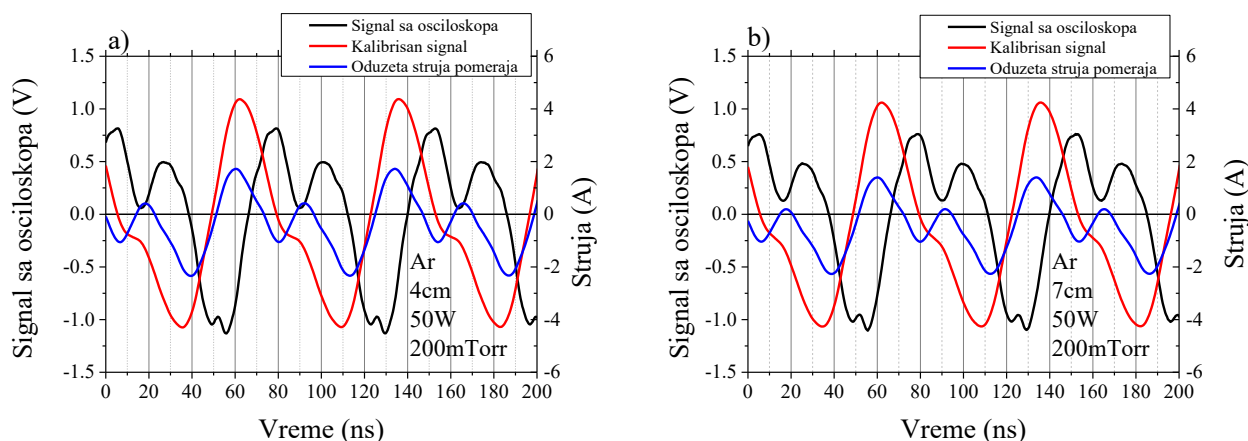 a)
Signal sa osciloskopa
Kalibrisan signal
Oduzeta struja pomeraja
Signal sa osciloskopa (V)
1.5
1.0
0.5
0.0
-0.5
-1.0
-1.5
6
4
2
0
-2
-4
-6
Struja (A)
Ar
4cm
50W
200mTorr
0 20 40 60 80 100 120 140 160 180 200
Vreme (ns)
b)
Signal sa osciloskopa
Kalibrisan signal
Oduzeta struja pomeraja
Signal sa osciloskopa (V)
1.5
1.0
0.5
0.0
-0.5
-1.0
-1.5
6
4
2
0
-2
-4
-6
Struja (A)
Ar
7cm
50W
200mTorr
0 20 40 60 80 100 120 140 160 180 200
Vreme (ns)